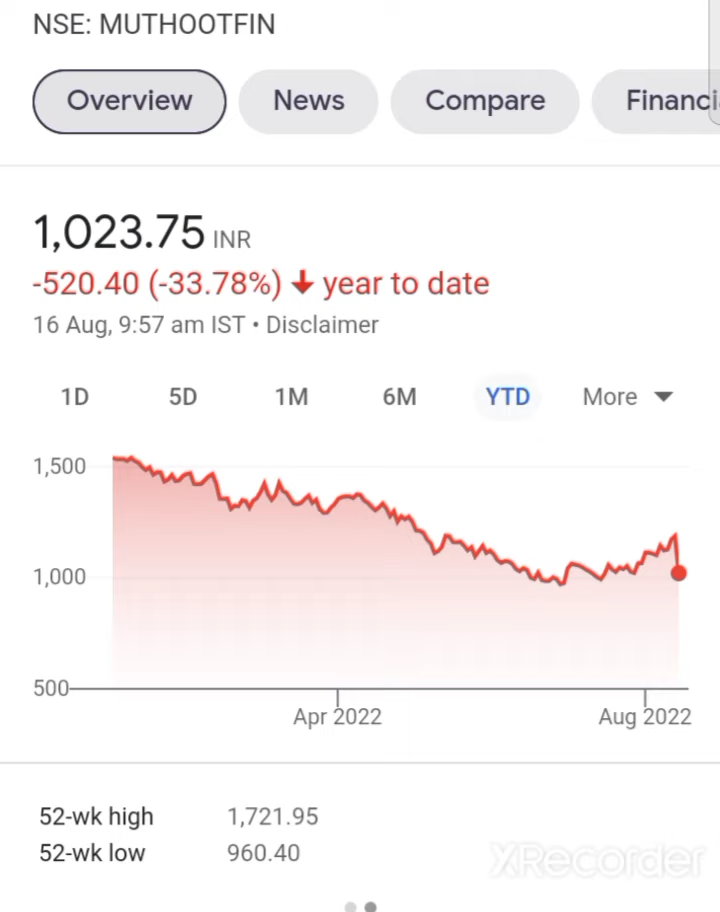 NSE: MUTHOOTFIN
Overview News Compare Financi
1,023.75 INR
-520.40 (-33.78%) ↓ year to date
16 Aug, 9:57 am IST • Disclaimer
1D 5D 1M 6M YTD More
1,500
1,000
500
Apr 2022 Aug 2022
52-wk high 1,721.95
52-wk low 960.40
XRecorder